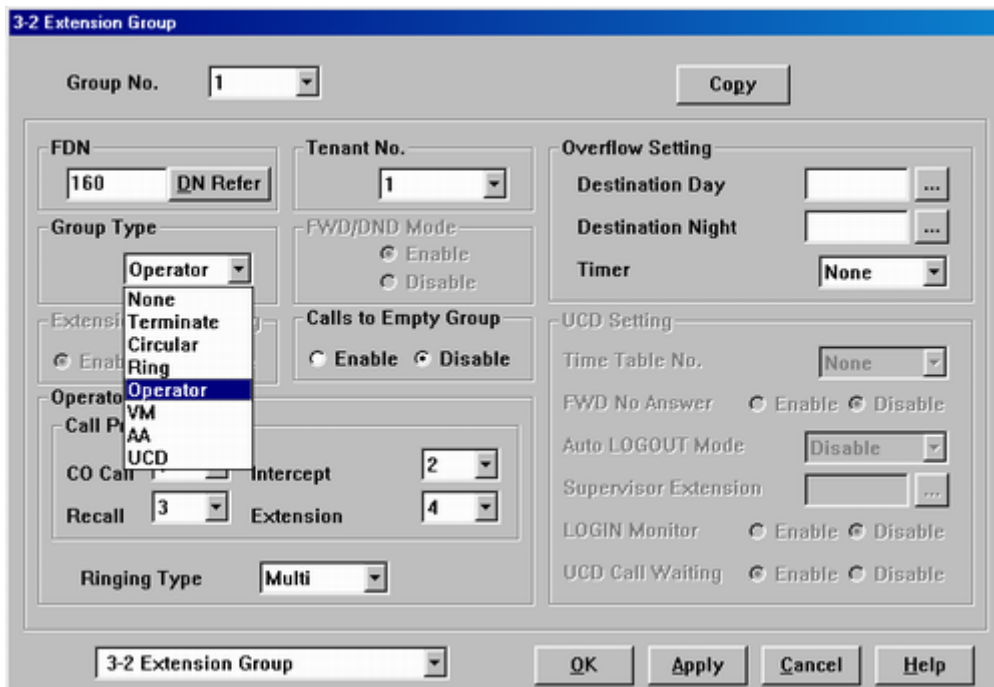 3-2 Extension Group
Group No. 1
Copy
FDN
160 DN Refer
Tenant No.
1
Overflow Setting
Destination Day ...
Destination Night ...
Timer None
Group Type
Operator
None
Terminate
Circular
Ring
Operator
VM
AA
UCD
FWD/DND Mode
Enable
Disable
Calls to Empty Group
Enable Disable
UCD Setting
Time Table No. None
FWD No Answer Enable Disable
Auto LOGOUT Mode Disable
Supervisor Extension ...
LOGIN Monitor Enable Disable
UCD Call Waiting Enable Disable
CO Call Intercept 2
Recall 3 Extension 4
Ringing Type Multi
3-2 Extension Group
OK Apply Cancel Help